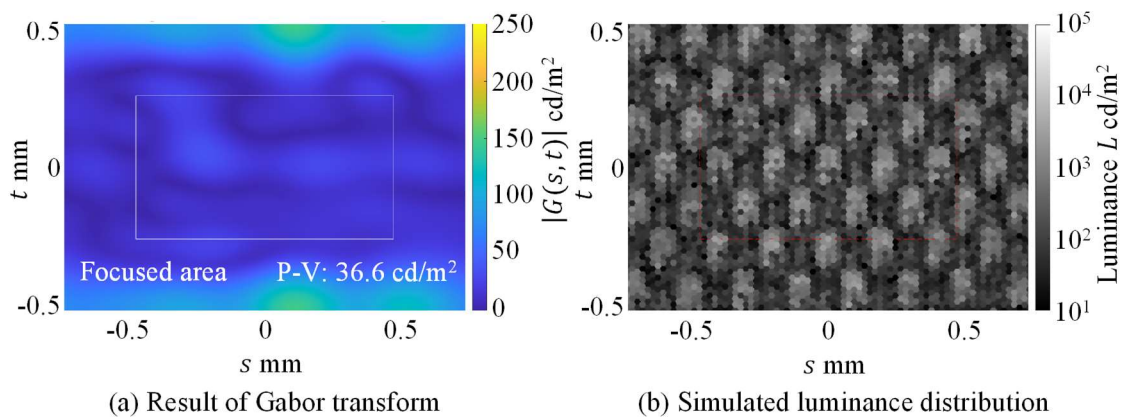 0.5
0
-0.5
t mm
-0.5
0
0.5
s mm
Focused area
P-V: 36.6 cd/m²
250
200
150
100
50
0
|G(s, t)| cd/m²
(a) Result of Gabor transform
0.5
0
-0.5
t mm
-0.5
0
0.5
s mm
10⁵
10⁴
10³
10²
10¹
Luminance L cd/m²
(b) Simulated luminance distribution